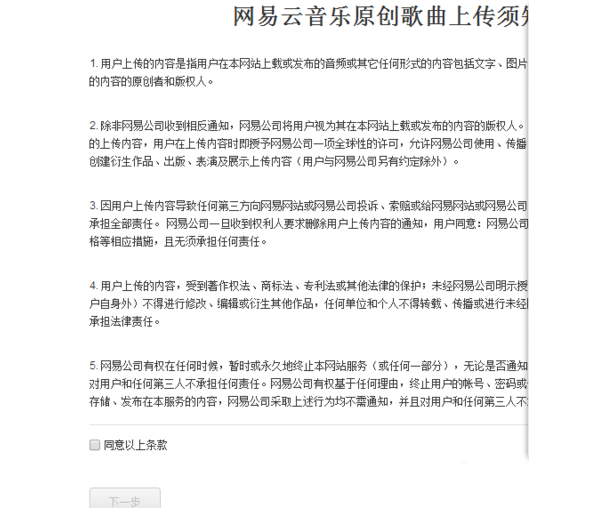 网易云音乐原创歌曲上传须
1. 用户上传的内容是指用户在本网站上载或发布的音频或其它任何形式的内容包括文字、图片
的内容的原创者和版权人。
2. 除非网易公司收到相反通知，网易公司将用户视为其在本网站上载或发布的内容的版权人。
的上传内容，用户在上传内容时即授予网易公司一项全球性的许可，允许网易公司使用、传播
创建衍生作品、出版、表演及展示上传内容（用户与网易公司另有约定除外）。
3. 因用户上传内容导致任何第三方向网易网站或网易公司投诉、索赔或给网易网站或网易公司
承担全部责任。 网易公司一旦收到权利人要求删除用户上传内容的通知，用户同意：网易公司
格等相应措施，且无须承担任何责任。
4. 用户上传的内容，受到著作权法、商标法、专利法或其他法律的保护；未经网易公司明示授
户自身外）不得进行修改、编辑或衍生其他作品，任何单位和个人不得转载、传播或进行未经
承担法律责任。
5. 网易公司有权在任何时候，暂时或永久地终止本网站服务（或任何一部分），无论是否通知
对用户和任何第三人不承担任何责任。网易公司有权基于任何理由，终止用户的帐号、密码或
存储、发布在本服务的内容，网易公司采取上述行为均不需通知，并且对用户和任何第三人不
同意以上条款
下一步